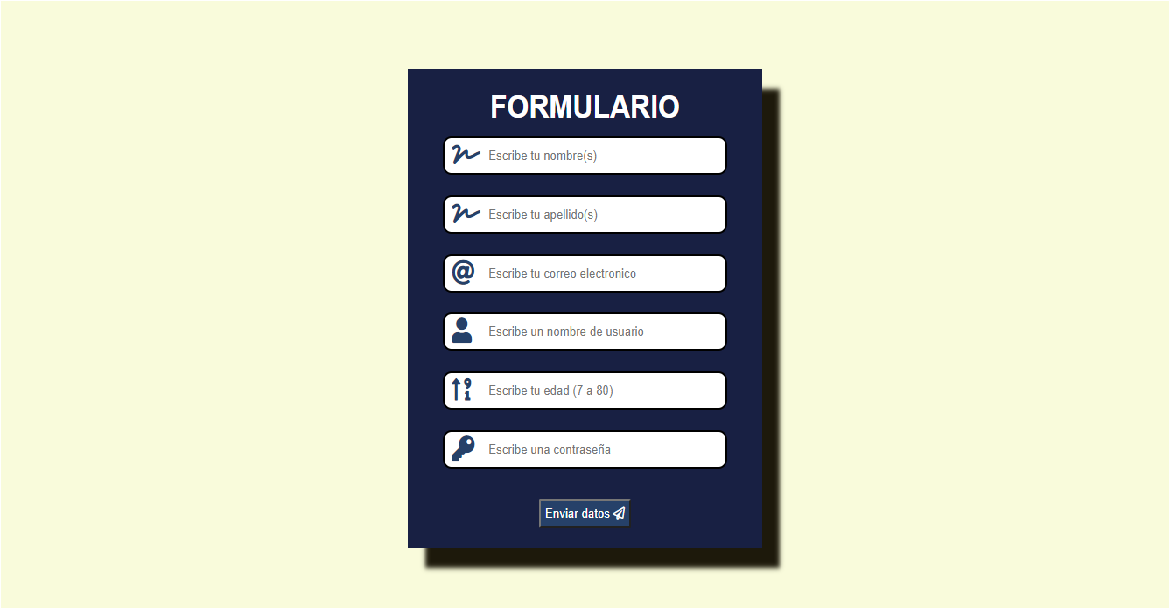 FORMULARIO
Escribe tu nombre(s)
Escribe tu apellido(s)
Escribe tu correo electronico
Escribe un nombre de usuario
Escribe tu edad (7 a 80)
Escribe una contraseña
Enviar datos